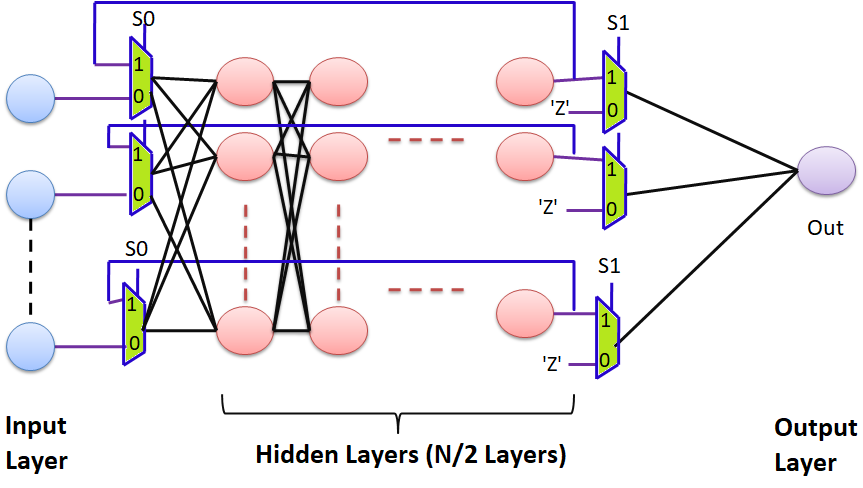 S0
S1
1
0
1
'Z'
0
1
0
1
'Z'
0
Out
S0
S1
1
0
1
'Z'
0
Input
Layer
Hidden Layers (N/2 Layers)
Output
Layer